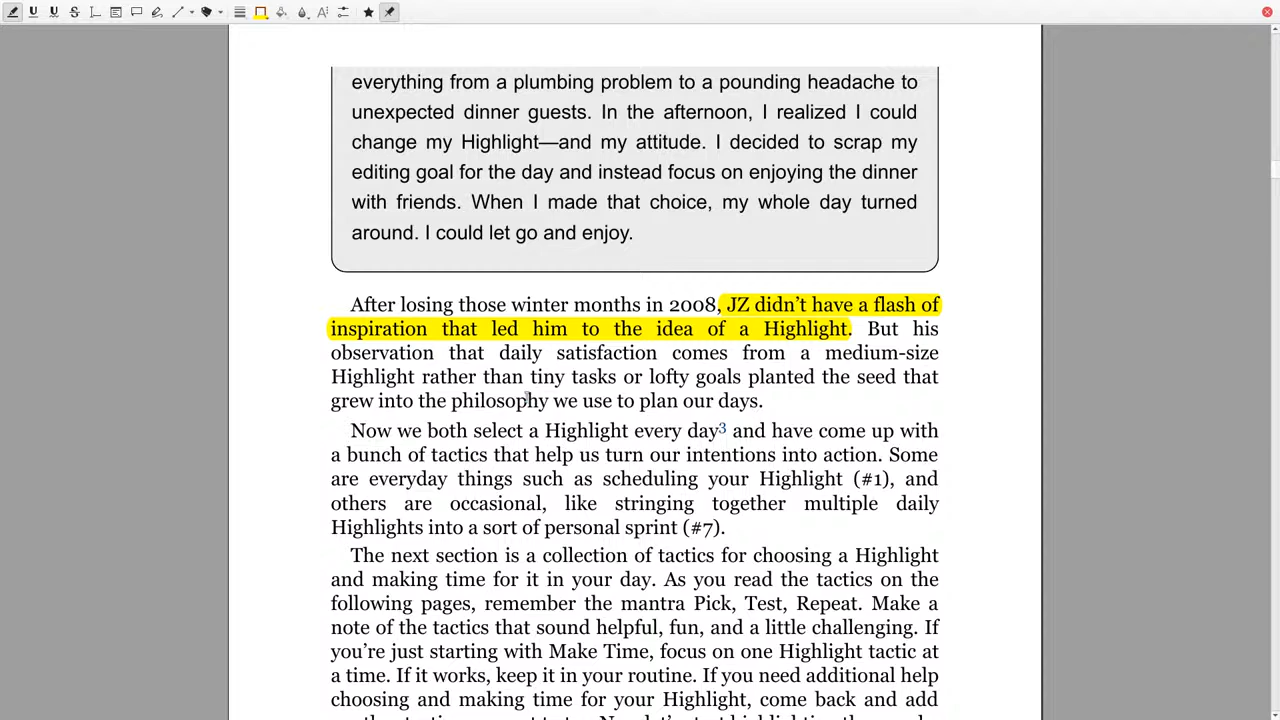 everything from a plumbing problem to a pounding headache to
unexpected dinner guests. In the afternoon, I realized I could
change my Highlight—and my attitude. I decided to scrap my
editing goal for the day and instead focus on enjoying the dinner
with friends. When I made that choice, my whole day turned
around. I could let go and enjoy.
After losing those winter months in 2008, JZ didn’t have a flash of
inspiration that led him to the idea of a Highlight. But his
observation that daily satisfaction comes from a medium-size
Highlight rather than tiny tasks or lofty goals planted the seed that
grew into the philosophy we use to plan our days.
Now we both select a Highlight every day3 and have come up with
a bunch of tactics that help us turn our intentions into action. Some
are everyday things such as scheduling your Highlight (#1), and
others are occasional, like stringing together multiple daily
Highlights into a sort of personal sprint (#7).
The next section is a collection of tactics for choosing a Highlight
and making time for it in your day. As you read the tactics on the
following pages, remember the mantra Pick, Test, Repeat. Make a
note of the tactics that sound helpful, fun, and a little challenging. If
you’re just starting with Make Time, focus on one Highlight tactic at
a time. If it works, keep it in your routine. If you need additional help
choosing and making time for your Highlight, come back and add